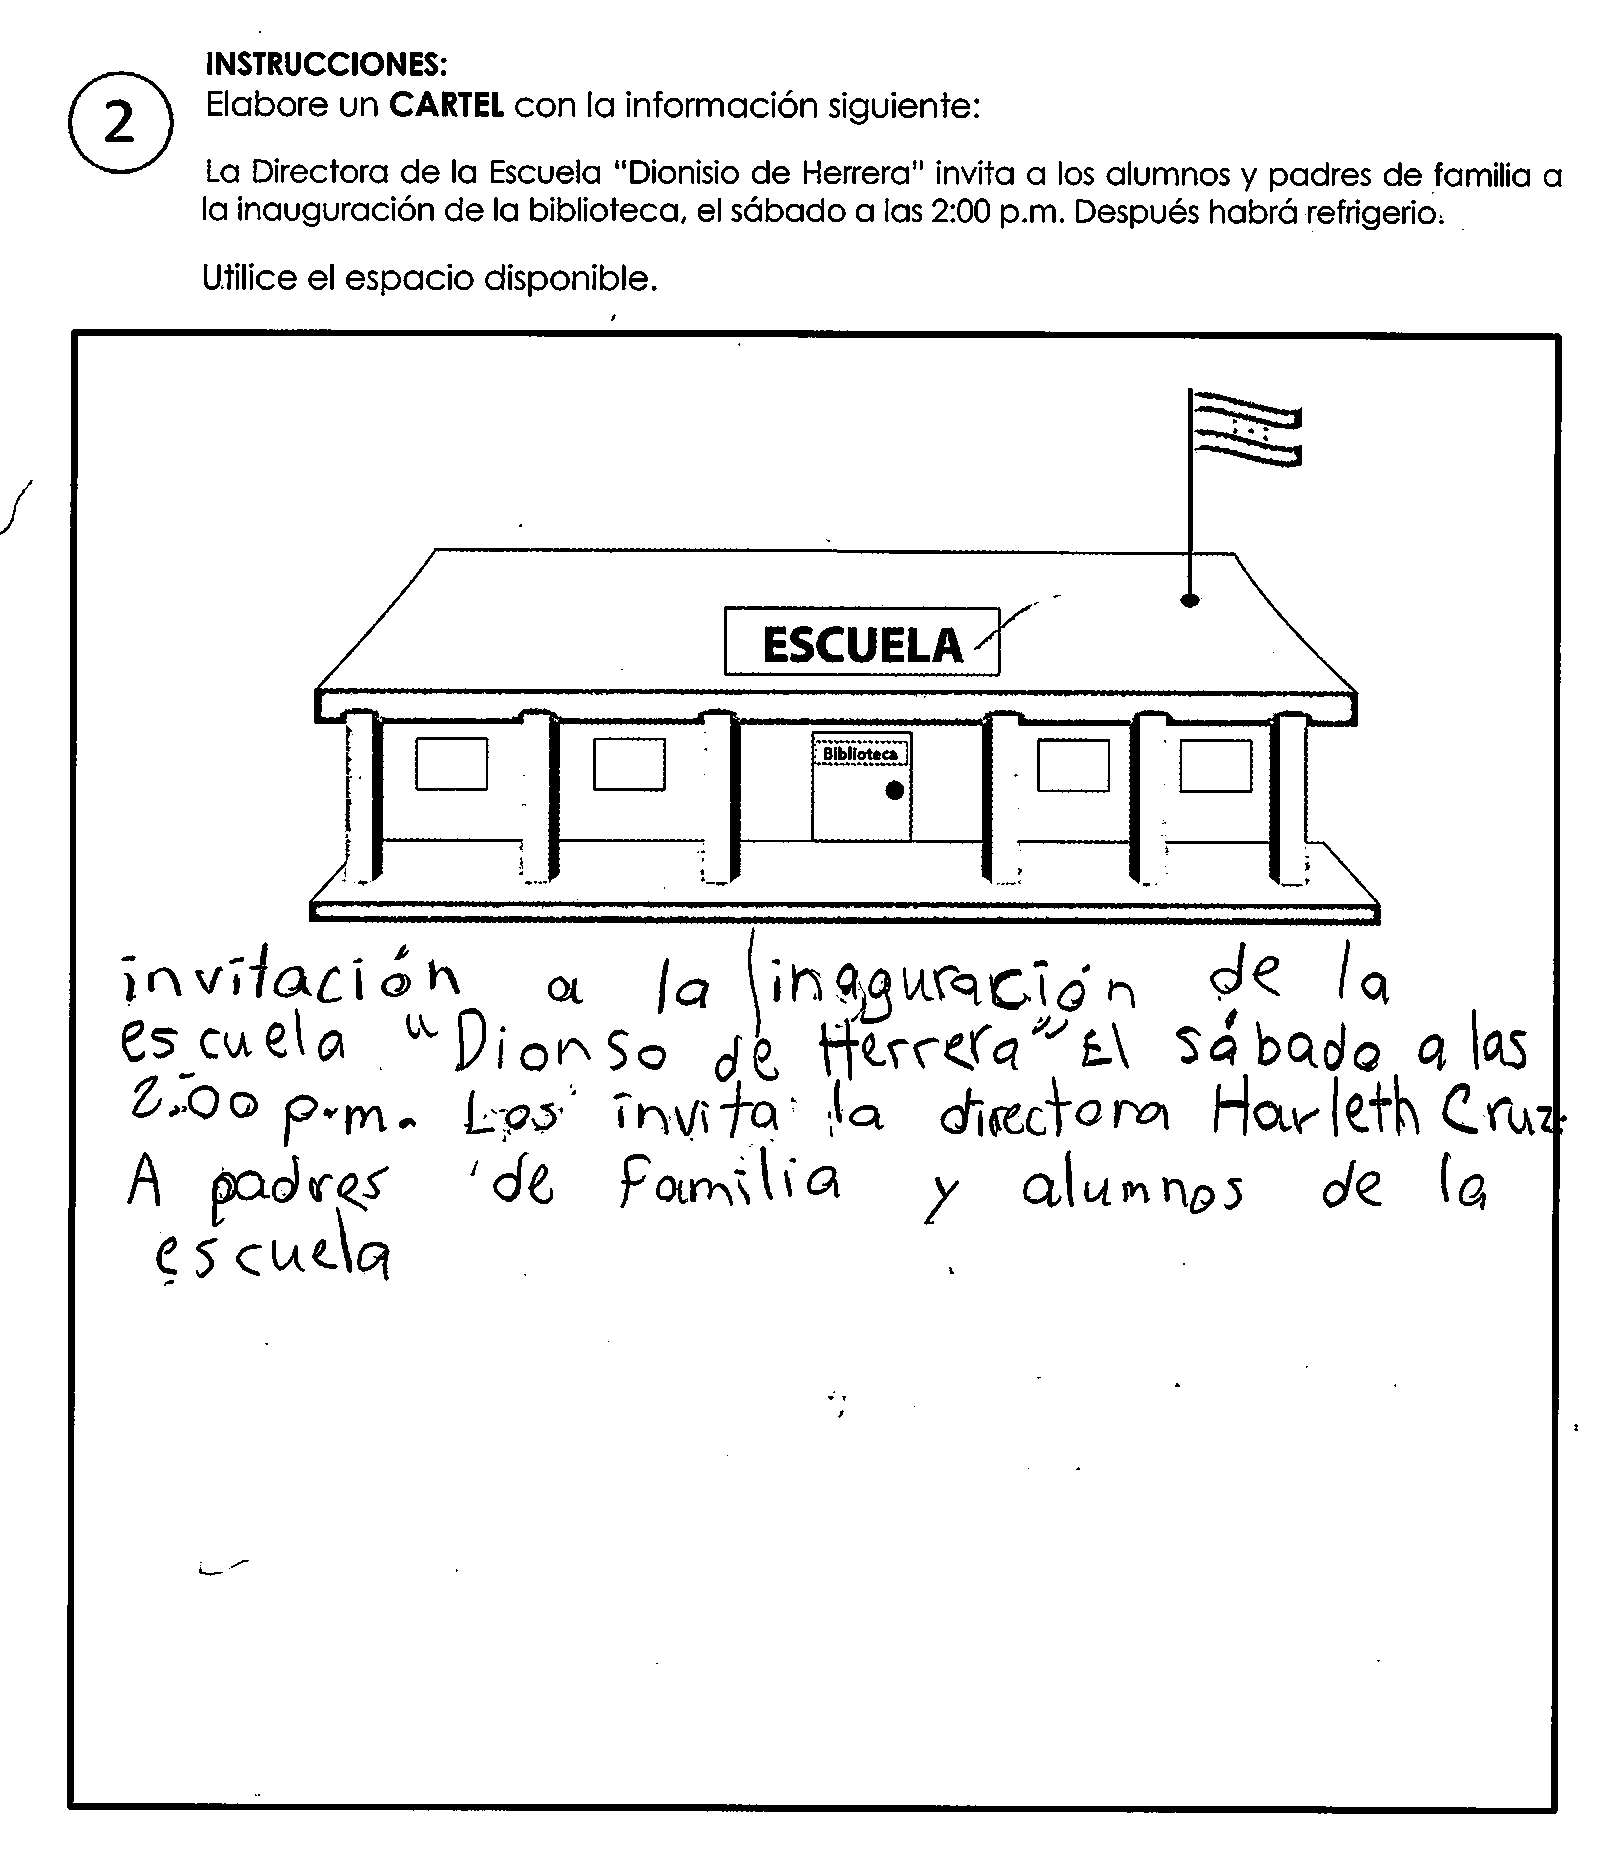 INSTRUCCIONES:
2
Elabore un CARTEL con la información siguiente:
La Directora de la Escuela "Dionisio de Herrera" invita a los alumnos y padres de familia a
la inauguración de la biblioteca, el sábado a las 2:00 p.m. Después habrá refrigerio.
Utilice el espacio disponible.
ESCUELA
Biblioteca
invitación a la inaguración de la
escuela "Dionso de Herrera" El sábado a las
2:00 p.m. Los invita la directora Harleth Cruz.
A padres de familia y alumnos de la
escuela